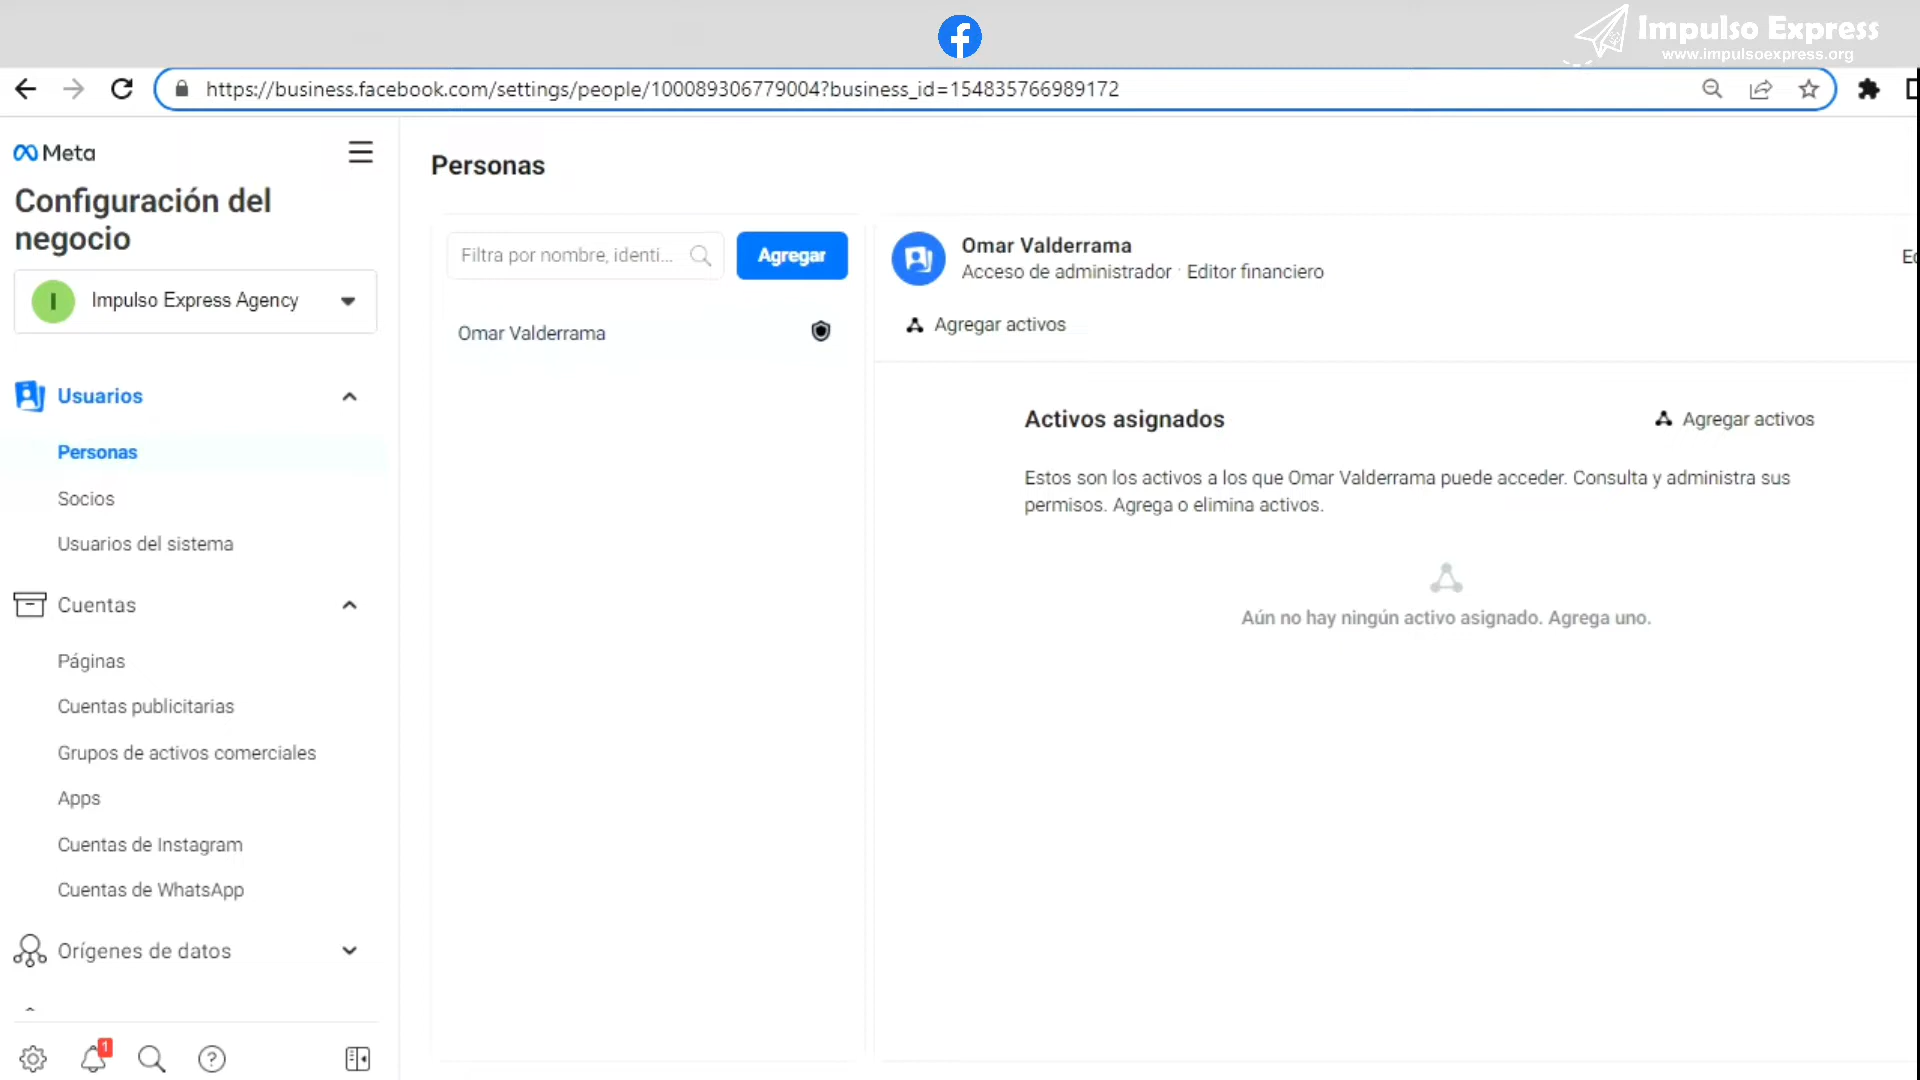 Impulso Express
www.impulsoexpress.org
https://business.facebook.com/settings/people/100089306779004?business_id=154835766989172
Meta
Configuración del
negocio
I
Impulso Express Agency
Usuarios
Personas
Socios
Usuarios del sistema
Cuentas
Páginas
Cuentas publicitarias
Grupos de activos comerciales
Apps
Cuentas de Instagram
Cuentas de WhatsApp
Orígenes de datos
1
Personas
Filtra por nombre, identi...
Agregar
Omar Valderrama
Omar Valderrama
Acceso de administrador · Editor financiero
Agregar activos
Activos asignados
Agregar activos
Estos son los activos a los que Omar Valderrama puede acceder. Consulta y administra sus
permisos. Agrega o elimina activos.
Aún no hay ningún activo asignado. Agrega uno.